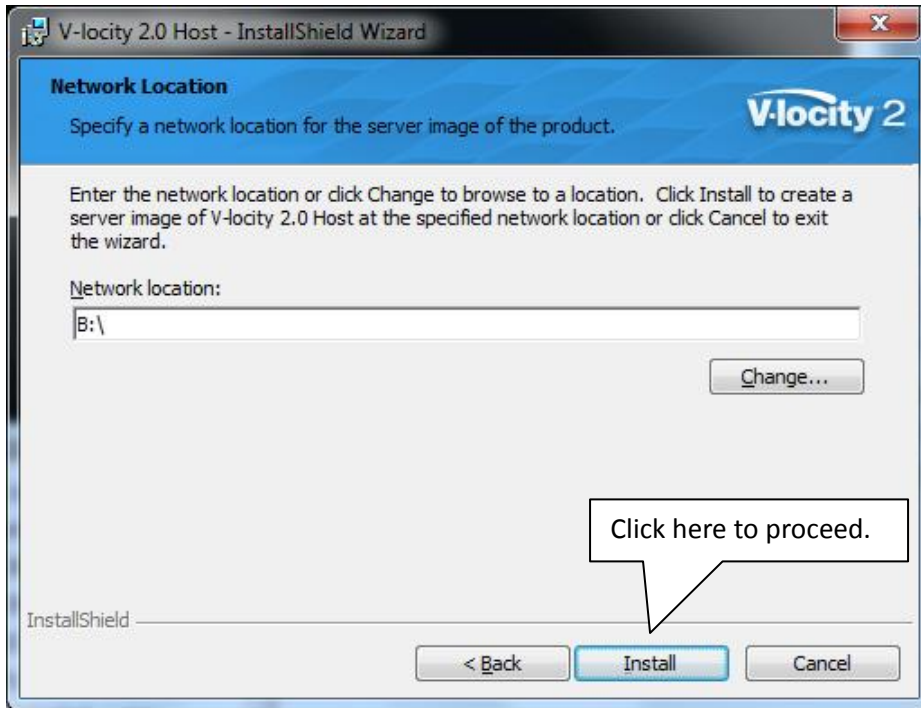 V-locity 2.0 Host - InstallShield Wizard
Network Location
Specify a network location for the server image of the product.
V-locity 2
Enter the network location or click Change to browse to a location. Click Install to create a
server image of V-locity 2.0 Host at the specified network location or click Cancel to exit
the wizard.
Network location:
B:\
Change...
Click here to proceed.
InstallShield
< Back
Install
Cancel